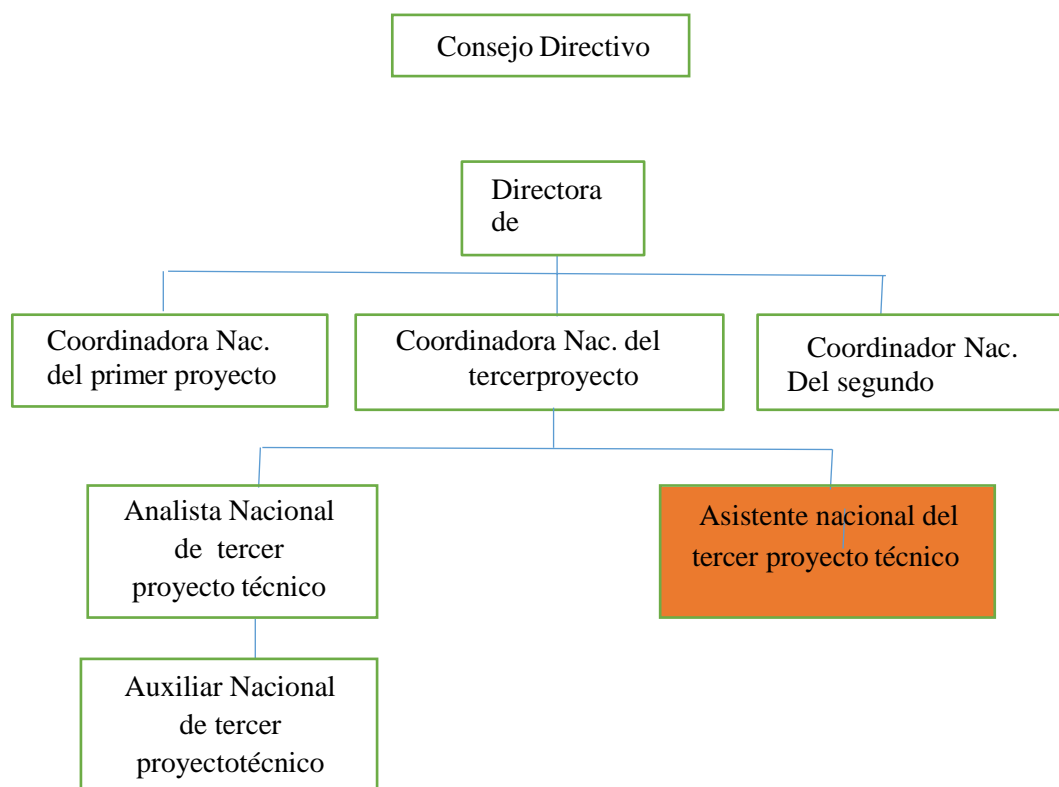 Consejo Directivo
Directora
de
Coordinadora Nac.
del primer proyecto
Coordinadora Nac. del
tercerproyecto
Coordinador Nac.
Del segundo
Analista Nacional
de tercer
proyecto técnico
Asistente nacional del
tercer proyecto técnico
Auxiliar Nacional
de tercer
proyectotécnico